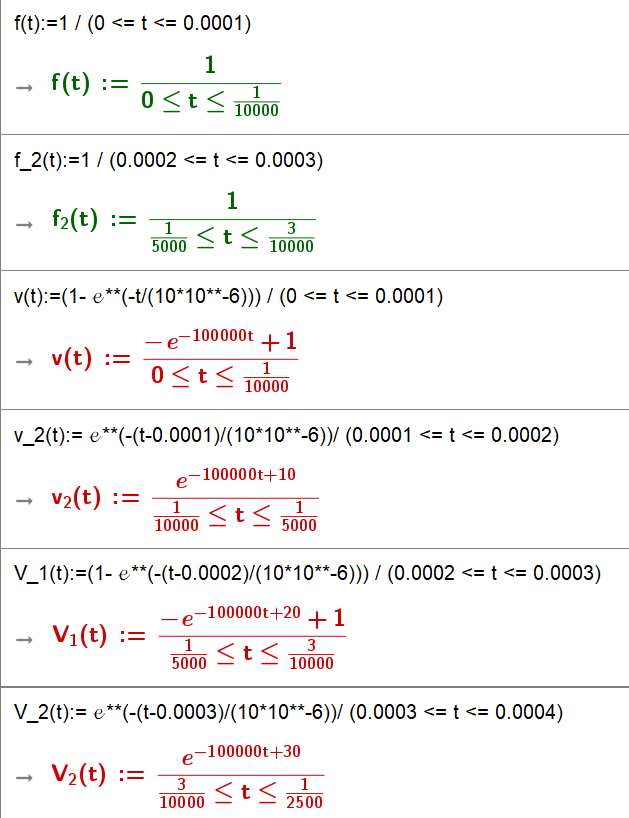 f(t):=1 / (0 <= t <= 0.0001)
→ f(t) := 1 / (0 ≤ t ≤ 1/10000)
f_2(t):=1 / (0.0002 <= t <= 0.0003)
→ f₂(t) := 1 / (1/5000 ≤ t ≤ 3/10000)
v(t):=(1- ℯ**(-t/(10*10**-6))) / (0 <= t <= 0.0001)
→ v(t) := (-e^(-100000t) + 1) / (0 ≤ t ≤ 1/10000)
v_2(t):= ℯ**(-(t-0.0001)/(10*10**-6))/ (0.0001 <= t <= 0.0002)
→ v₂(t) := e^(-100000t+10) / (1/10000 ≤ t ≤ 1/5000)
V_1(t):=(1- ℯ**(-(t-0.0002)/(10*10**-6))) / (0.0002 <= t <= 0.0003)
→ V₁(t) := (-e^(-100000t+20) + 1) / (1/5000 ≤ t ≤ 3/10000)
V_2(t):= ℯ**(-(t-0.0003)/(10*10**-6))/ (0.0003 <= t <= 0.0004)
→ V₂(t) := e^(-100000t+30) / (3/10000 ≤ t ≤ 1/2500)